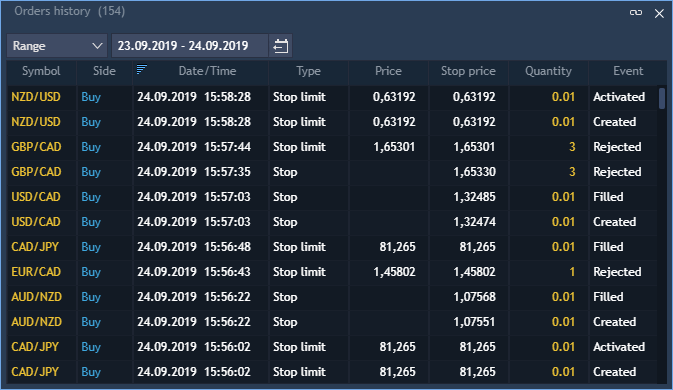 Orders history (154)
Range 23.09.2019 - 24.09.2019
Symbol Side Date/Time Type Price Stop price Quantity Event
NZD/USD Buy 24.09.2019 15:58:28 Stop limit 0,63192 0,63192 0.01 Activated
NZD/USD Buy 24.09.2019 15:58:28 Stop limit 0,63192 0,63192 0.01 Created
GBP/CAD Buy 24.09.2019 15:57:44 Stop limit 1,65301 1,65301 3 Rejected
GBP/CAD Buy 24.09.2019 15:57:35 Stop 1,65330 3 Rejected
USD/CAD Buy 24.09.2019 15:57:03 Stop 1,32485 0.01 Filled
USD/CAD Buy 24.09.2019 15:57:03 Stop 1,32474 0.01 Created
CAD/JPY Buy 24.09.2019 15:56:48 Stop limit 81,265 81,265 0.01 Filled
EUR/CAD Buy 24.09.2019 15:56:43 Stop limit 1,45802 1,45802 1 Rejected
AUD/NZD Buy 24.09.2019 15:56:22 Stop 1,07568 0.01 Filled
AUD/NZD Buy 24.09.2019 15:56:22 Stop 1,07551 0.01 Created
CAD/JPY Buy 24.09.2019 15:56:02 Stop limit 81,265 81,265 0.01 Activated
CAD/JPY Buy 24.09.2019 15:56:02 Stop limit 81,265 81,265 0.01 Created